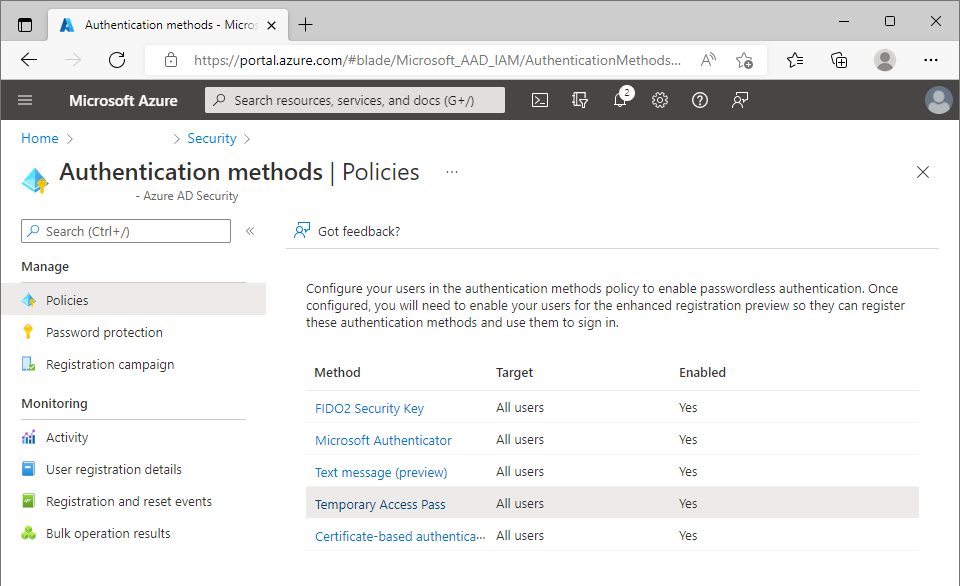 Authentication methods - Micros
https://portal.azure.com/#blade/Microsoft_AAD_IAM/AuthenticationMethods...
Microsoft Azure
Search resources, services, and docs (G+/)
2
Home > > Security >
Authentication methods | Policies ...
- Azure AD Security
Search (Ctrl+/)
«
Got feedback?
Manage
Policies
Password protection
Registration campaign
Monitoring
Activity
User registration details
Registration and reset events
Bulk operation results
Configure your users in the authentication methods policy to enable passwordless authentication. Once
configured, you will need to enable your users for the enhanced registration preview so they can register
these authentication methods and use them to sign in.
Method Target Enabled
FIDO2 Security Key All users Yes
Microsoft Authenticator All users Yes
Text message (preview) All users Yes
Temporary Access Pass All users Yes
Certificate-based authentica... All users Yes